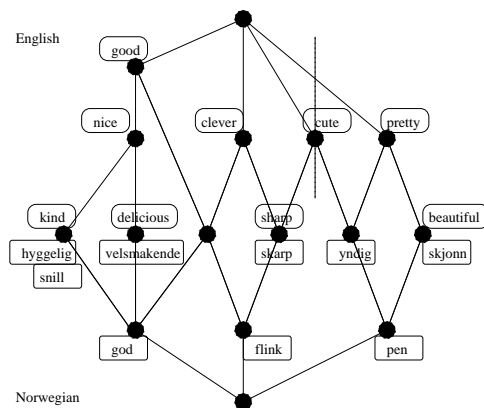 English
good
nice
clever
cute
pretty
kind
delicious
sharp
beautiful
hyggelig
velsmakende
skarp
yndig
skjonn
snill
god
flink
pen
Norwegian